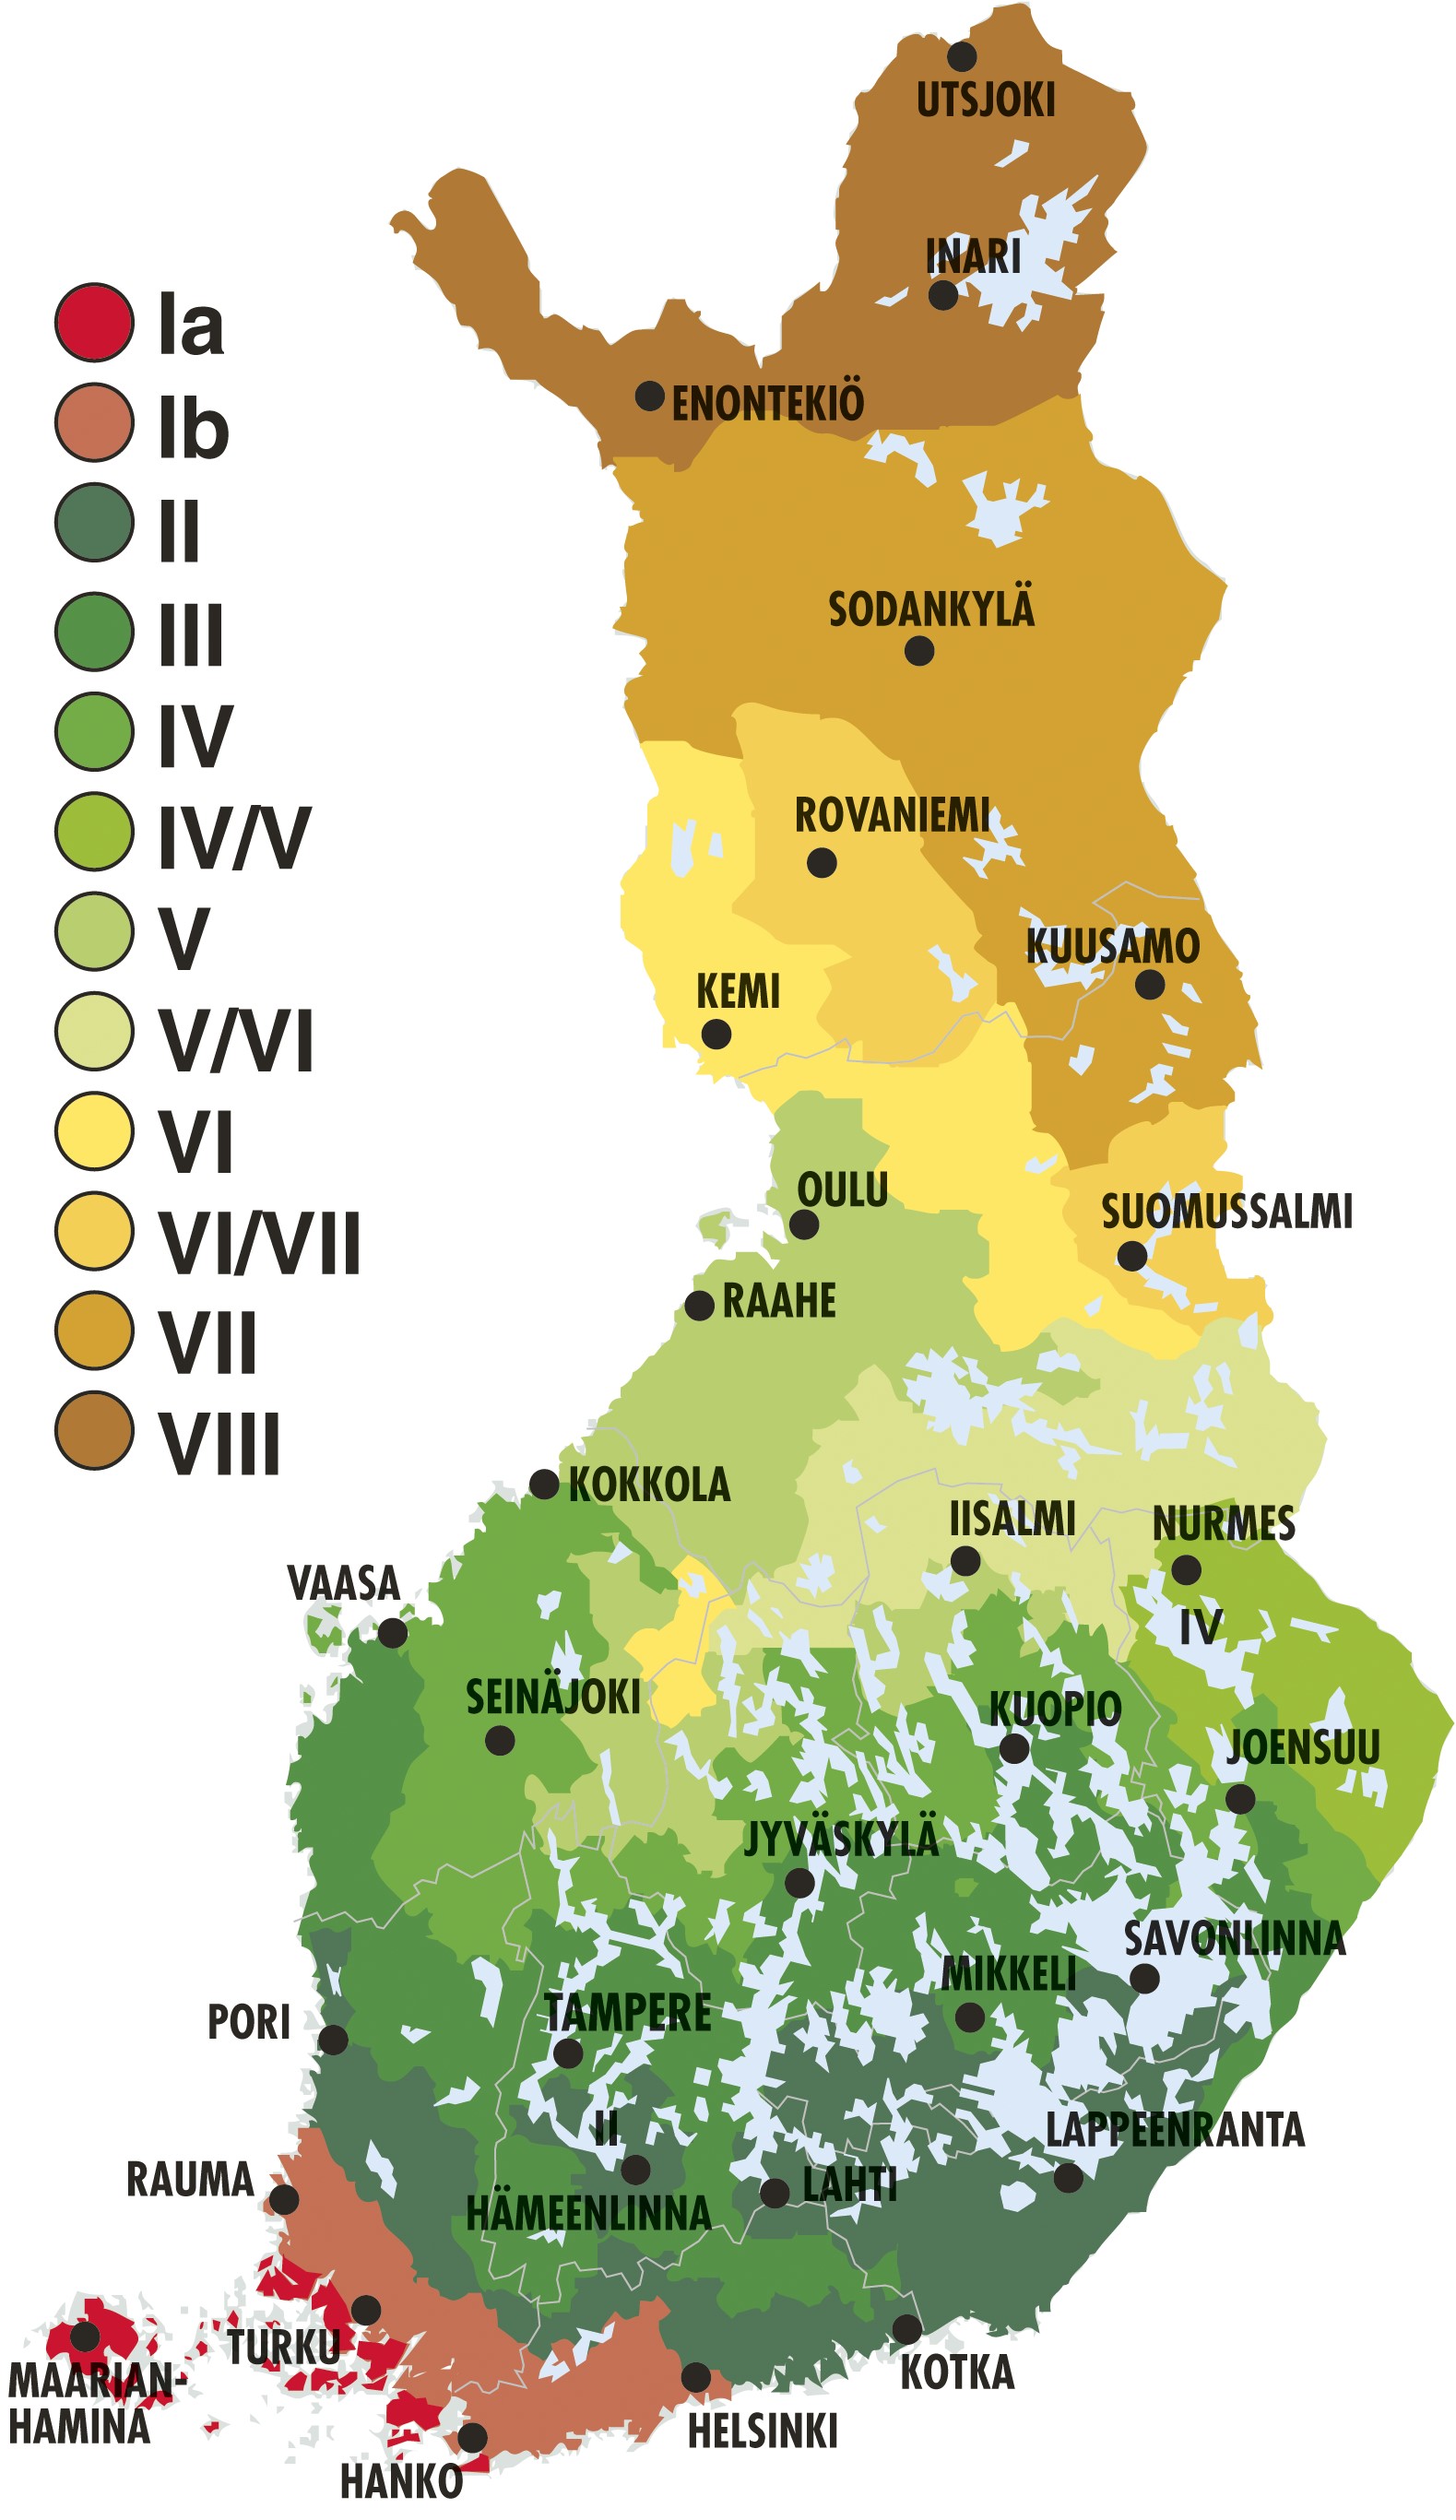 UTSJOKI
INARI
Ia
ENONTEKIÖ
Ib
II
SODANKYLÄ
III
IV
ROVANIEMI
IV/V
KUUSAMO
V
KEMI
V/VI
VI
OULU
SUOMUSSALMI
VI/VII
RAAHE
VII
VIII
KOKKOLA
IISALMI
NURMES
VAASA
IV
SEINÄJOKI
KUOPIO
JOENSUU
JYVÄSKYLÄ
SAVONLINNA
MIKKELI
TAMPERE
PORI
II
LAPPEENRANTA
RAUMA
LAHTI
HÄMEENLINNA
TURKU
MAARIAN-
HAMINA
KOTKA
HELSINKI
HANKO